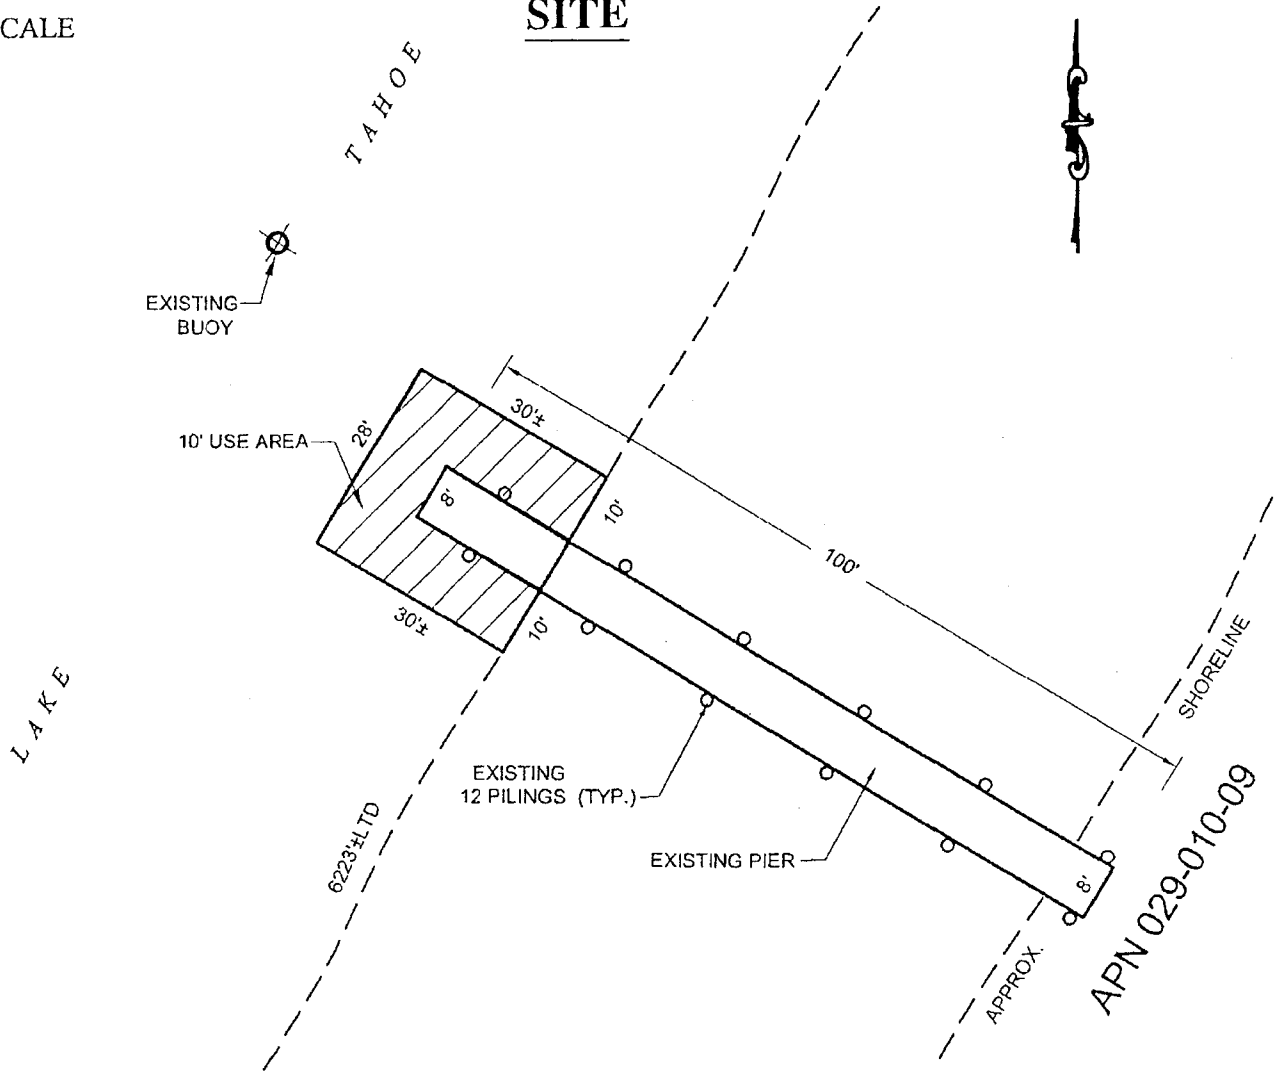 CALE
SITE
TAHOE
EXISTING
BUOY
30'±
28'
10' USE AREA
8'
10'
100'
30'±
10'
SHORELINE
LAKE
EXISTING
12 PILINGS (TYP.)
6223'±LTD
EXISTING PIER
8'
APN 029-010-09
APPROX.